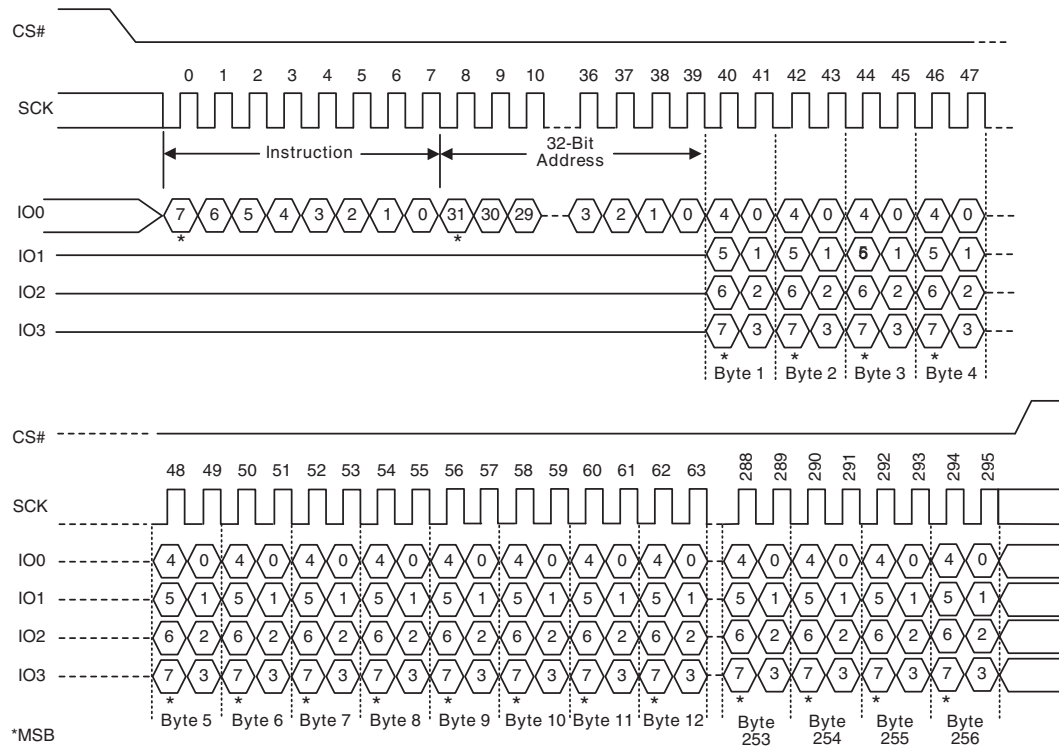 CS#
0 1 2 3 4 5 6 7 8 9 10 36 37 38 39 40 41 42 43 44 45 46 47
SCK
Instruction 32-Bit Address
IO0 7 6 5 4 3 2 1 0 31 30 29 3 2 1 0 4 0 4 0 4 0 4 0
* *
IO1 5 1 5 1 5 1 5 1
IO2 6 2 6 2 6 2 6 2
IO3 7 3 7 3 7 3 7 3
* * * *
Byte 1 Byte 2 Byte 3 Byte 4
CS#
48 49 50 51 52 53 54 55 56 57 58 59 60 61 62 63 288 289 290 291 292 293 294 295
SCK
IO0 4 0 4 0 4 0 4 0 4 0 4 0 4 0 4 0 4 0 4 0 4 0 4 0
IO1 5 1 5 1 5 1 5 1 5 1 5 1 5 1 5 1 5 1 5 1 5 1 5 1
IO2 6 2 6 2 6 2 6 2 6 2 6 2 6 2 6 2 6 2 6 2 6 2 6 2
IO3 7 3 7 3 7 3 7 3 7 3 7 3 7 3 7 3 7 3 7 3 7 3 7 3
* * * * * * * * * * * *
Byte 5 Byte 6 Byte 7 Byte 8 Byte 9 Byte 10 Byte 11 Byte 12 Byte 253 Byte 254 Byte 255 Byte 256
*MSB